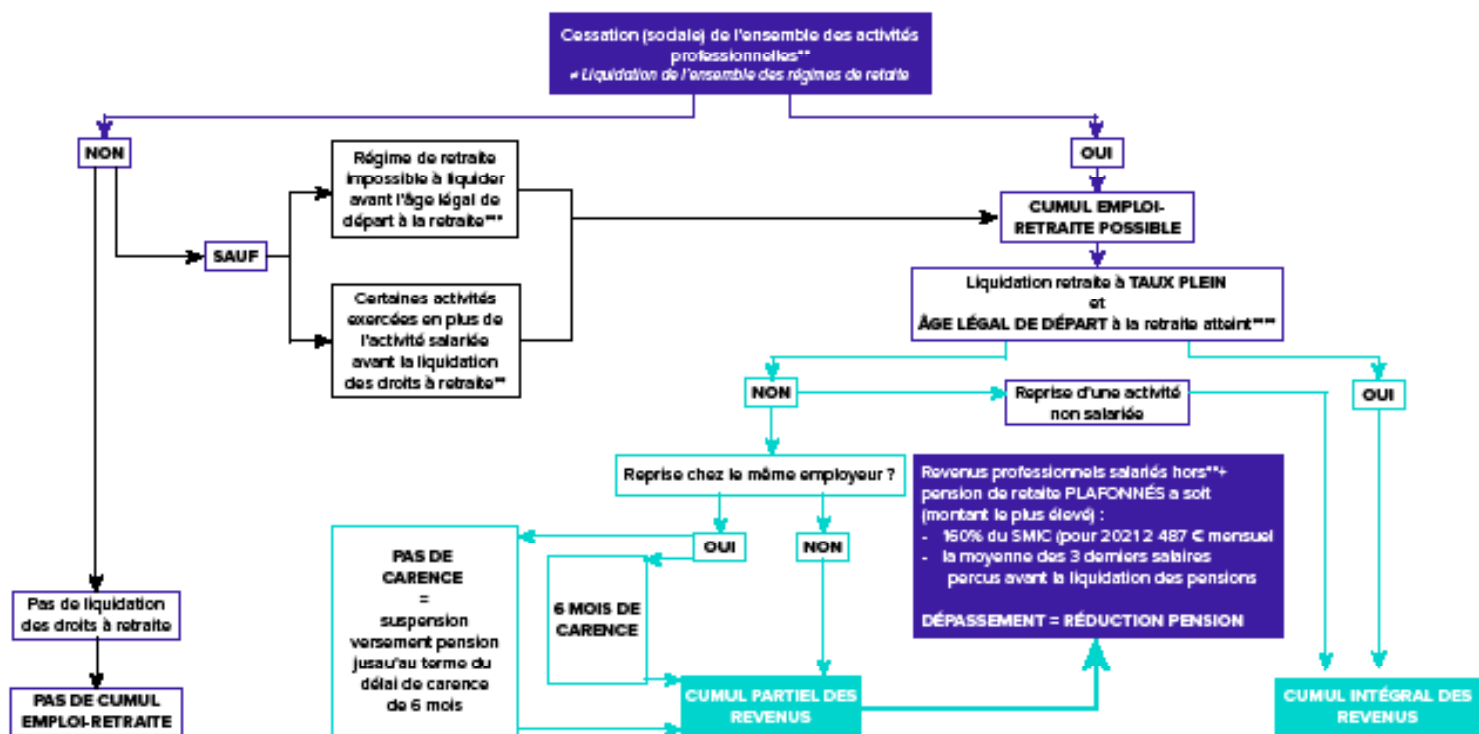 Cessation (sociale) de l'ensemble des activités
professionnelles**
≠ Liquidation de l'ensemble des régimes de retaite
NON
OUI
Régime de retraite
impossible à liquider
avant l'âge légal de
départ à la retraite***
CUMUL EMPLOI-
RETRAITE POSSIBLE
SAUF
Certaines activités
exercées en plus de
l'activité salariée
avant la liquidation
des droits à retraite**
Liquidation retraite à TAUX PLEIN
et
ÂGE LÉGAL DE DÉPART à la retraite atteint****
NON
Reprise d'une activité
non salariée
OUI
Reprise chez le même employeur ?
Revenus professionnels salariés hors**+
pension de retaite PLAFONNÉS a soit
(montant le plus élevé) :
- 160% du SMIC (pour 2021 2 487 € mensuel
- la moyenne des 3 derniers salaires
percus avant la liquidation des pensions
DÉPASSEMENT = RÉDUCTION PENSION
OUI
NON
PAS DE
CARENCE
=
suspension
versement pension
jusau'au terme du
délai de carence
de 6 mois
6 MOIS DE
CARENCE
Pas de liquidation
des droits à retraite
PAS DE CUMUL
EMPLOI-RETRAITE
CUMUL PARTIEL DES
REVENUS
CUMUL INTÉGRAL DES
REVENUS